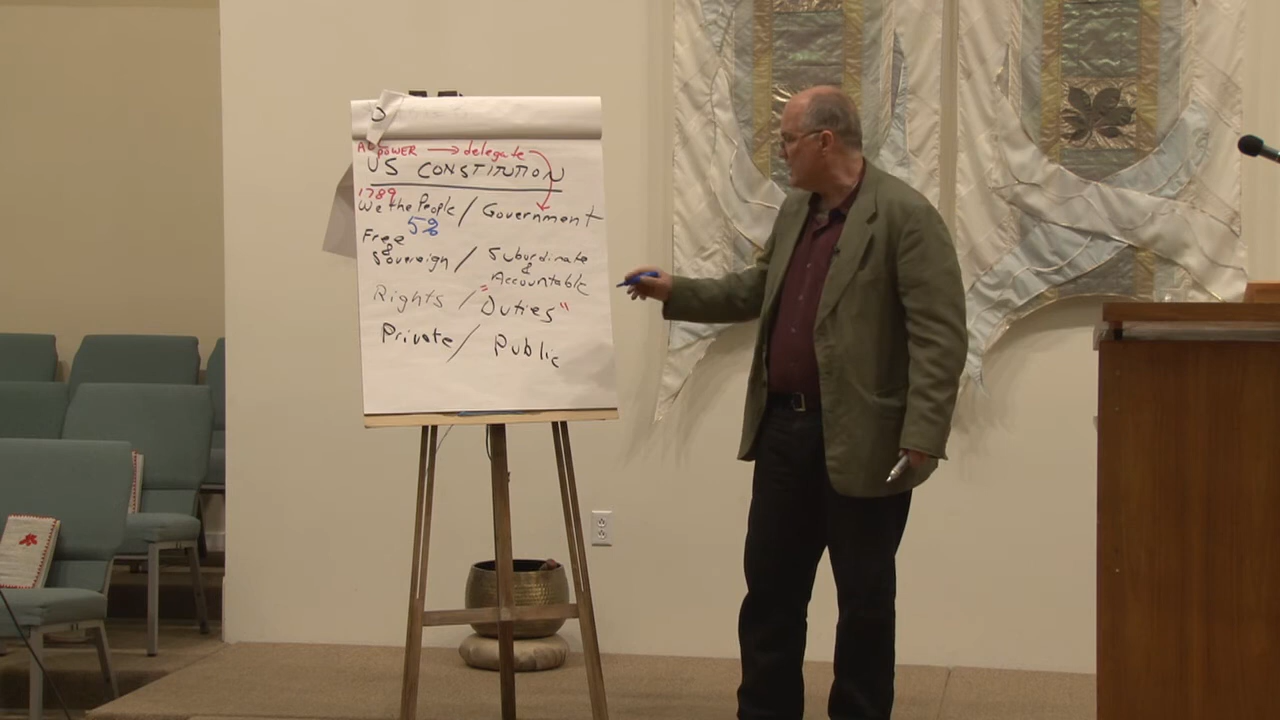 D
All POWER → delegate
US CONSTITUTION
1789
We the People / Government
5%
Free & Sovereign / Subordinate & Accountable
Rights / "Duties"
Private / Public